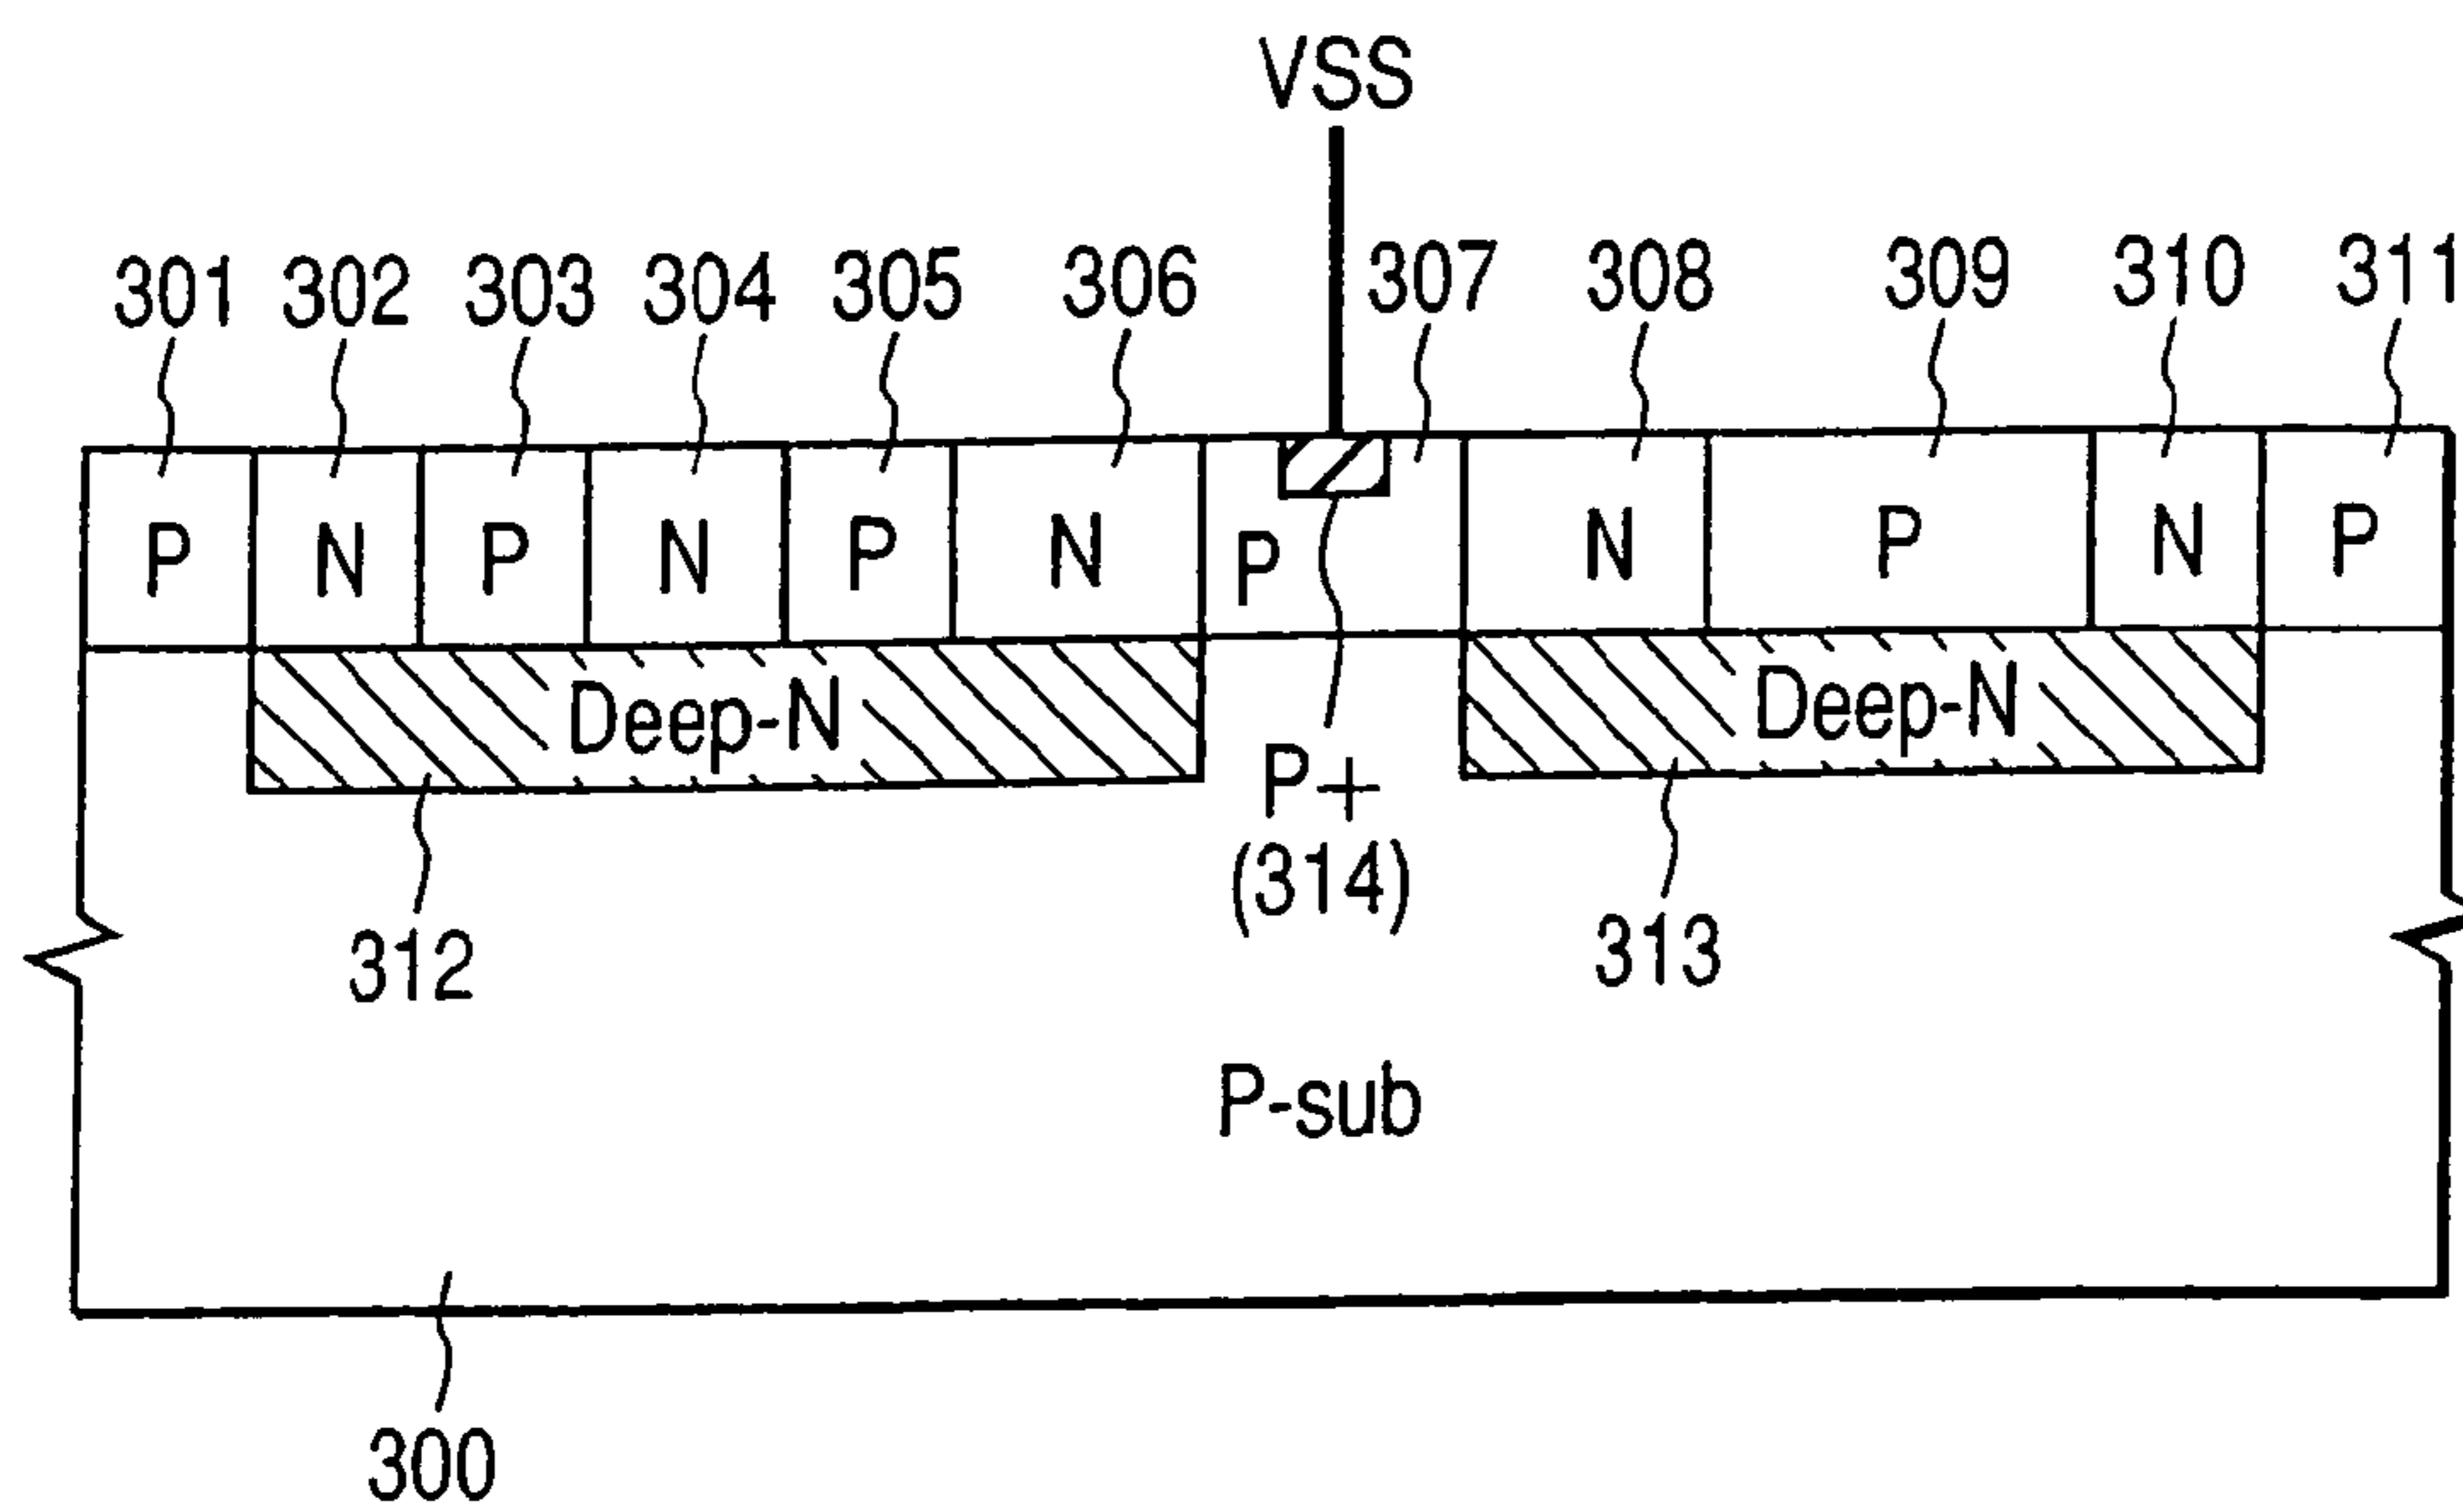 VSS
301 302 303 304 305 306 307 308 309 310 311
P N P N P N P N P N P
Deep-N Deep-N
P+
(314)
312 313
P-sub
300